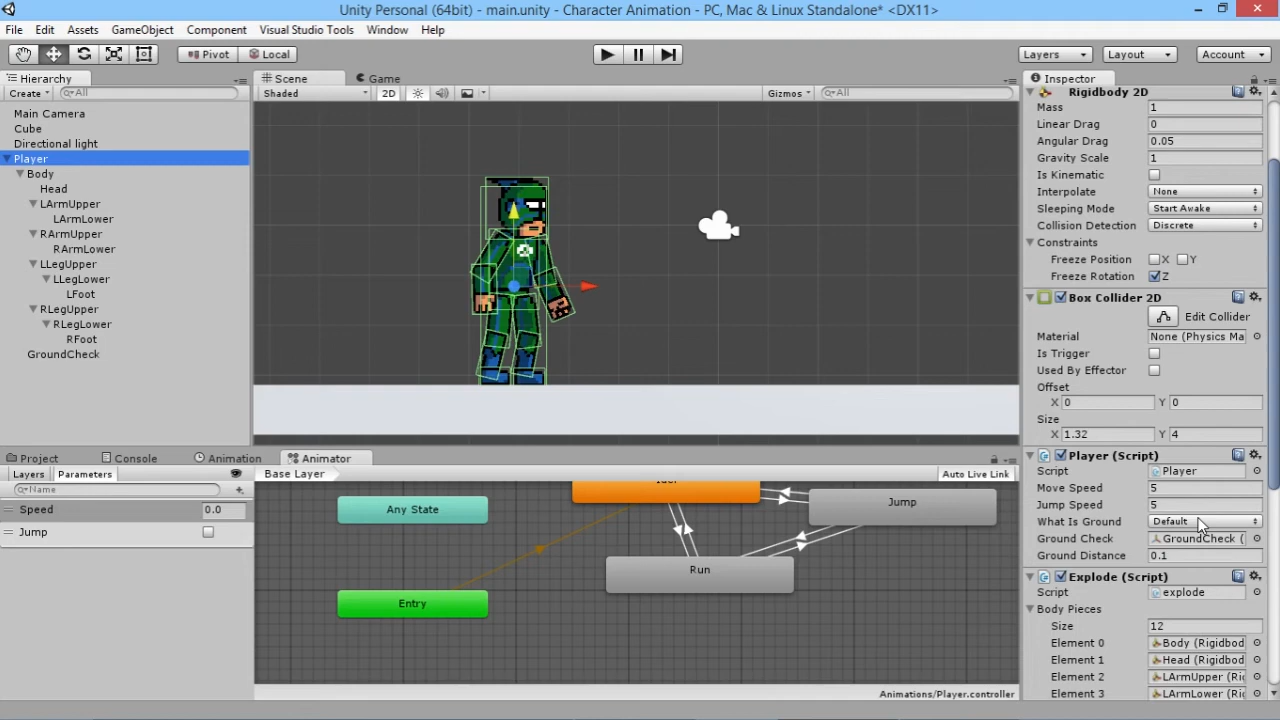 Unity Personal (64bit) - main.unity - Character Animation - PC, Mac & Linux Standalone* <DX11>
File Edit Assets GameObject Component Visual Studio Tools Window Help
Pivot Local Layers Layout Account
Hierarchy
Create All
Main Camera
Cube
Directional light
Player
Body
Head
LArmUpper
LArmLower
RArmUpper
RArmLower
LLegUpper
LLegLower
LFoot
RLegUpper
RLegLower
RFoot
GroundCheck
Scene Game
Shaded 2D Gizmos All
Project Console Animation Animator
Layers Parameters Base Layer Auto Live Link
Name
Speed 0.0
Jump
Any State
Jump
Run
Entry
Animations/Player.controller
Inspector
Rigidbody 2D
Mass 1
Linear Drag 0
Angular Drag 0.05
Gravity Scale 1
Is Kinematic
Interpolate None
Sleeping Mode Start Awake
Collision Detection Discrete
Constraints
Freeze Position X Y
Freeze Rotation Z
Box Collider 2D
Edit Collider
Material None (Physics Ma
Is Trigger
Used By Effector
Offset
X 0 Y 0
Size
X 1.32 Y 4
Player (Script)
Script Player
Move Speed 5
Jump Speed 5
What Is Ground Default
Ground Check GroundCheck (
Ground Distance 0.1
Explode (Script)
Script explode
Body Pieces
Size 12
Element 0 Body (Rigidbod
Element 1 Head (Rigidbod
Element 2 LArmUpper (Rig
Element 3 LArmLower (Rig